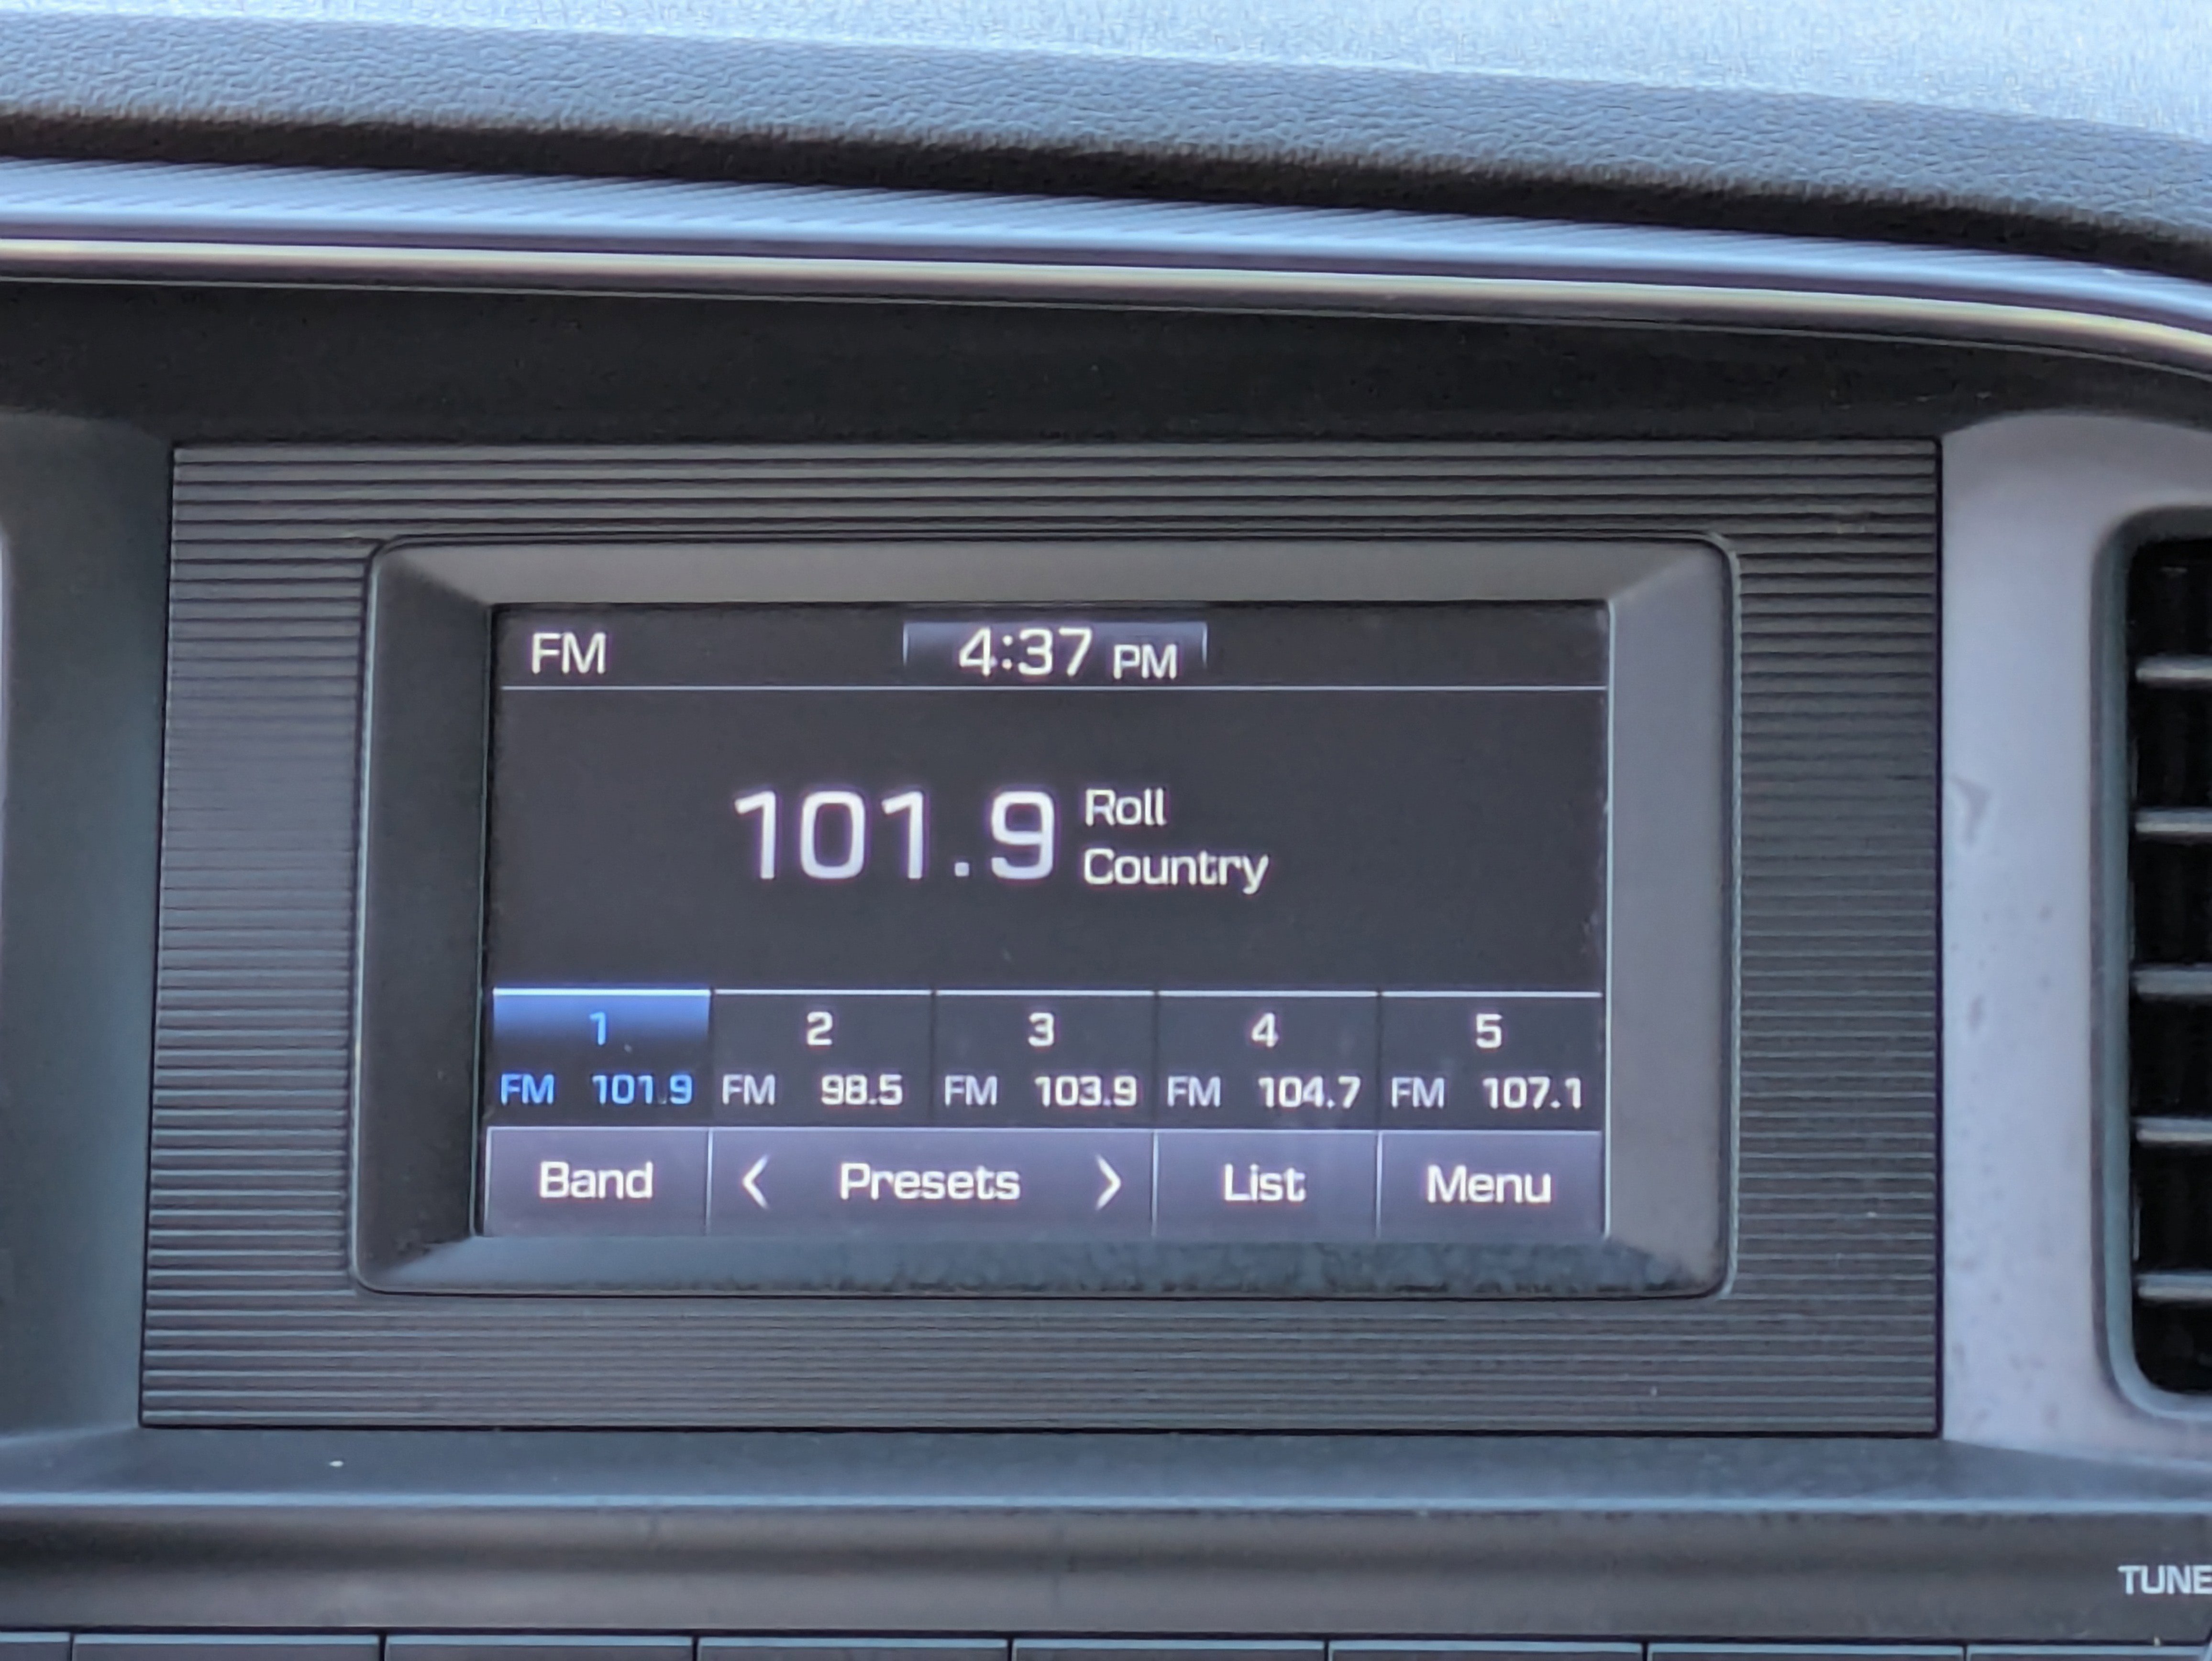 FM 4:37 PM
101.9 Roll
Country
1 2 3 4 5
FM 101.9 FM 98.5 FM 103.9 FM 104.7 FM 107.1
Band < Presets > List Menu
TUNE